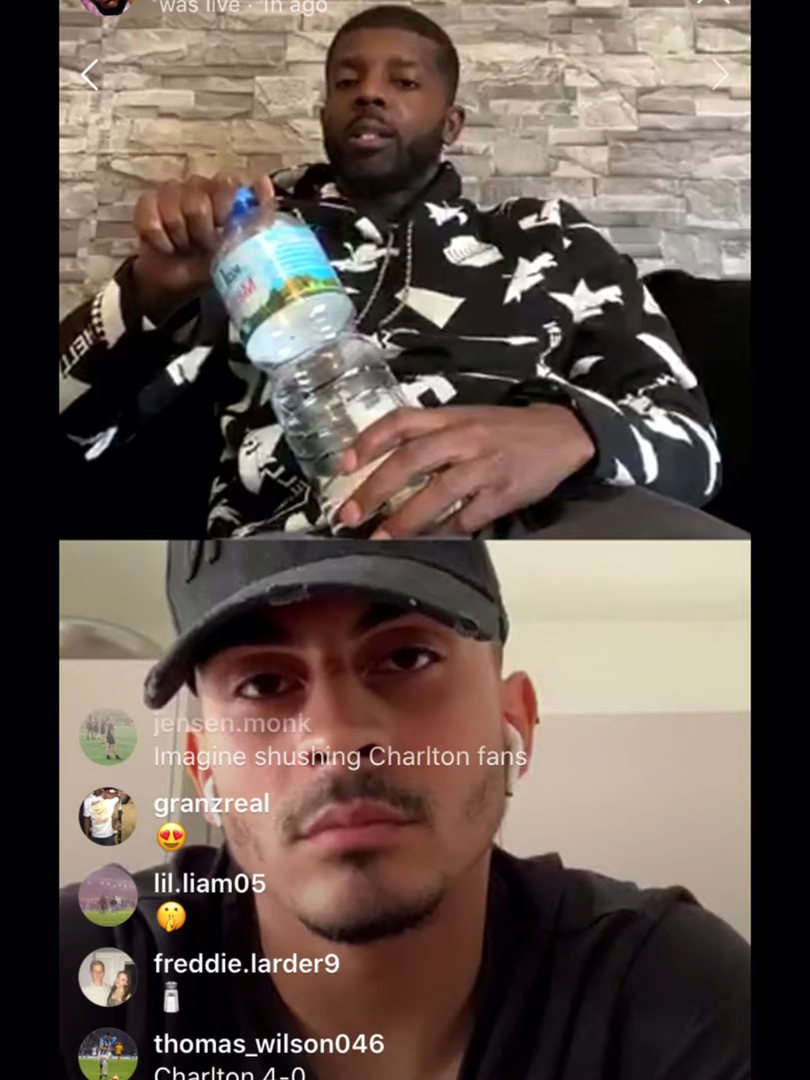 was live · 1h ago
jensen.monk
Imagine shushing Charlton fans
granzreal
😍
lil.liam05
🤫
freddie.larder9
🧂
thomas_wilson046
Charlton 4-0